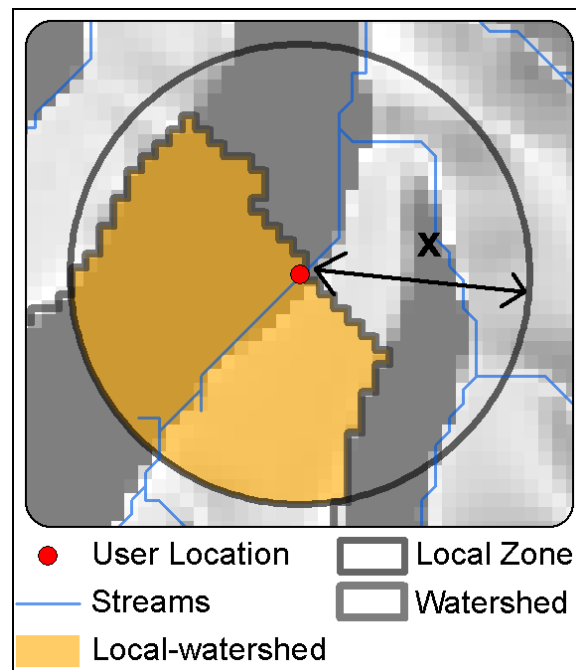 x
User Location
Local Zone
Streams
Watershed
Local-watershed